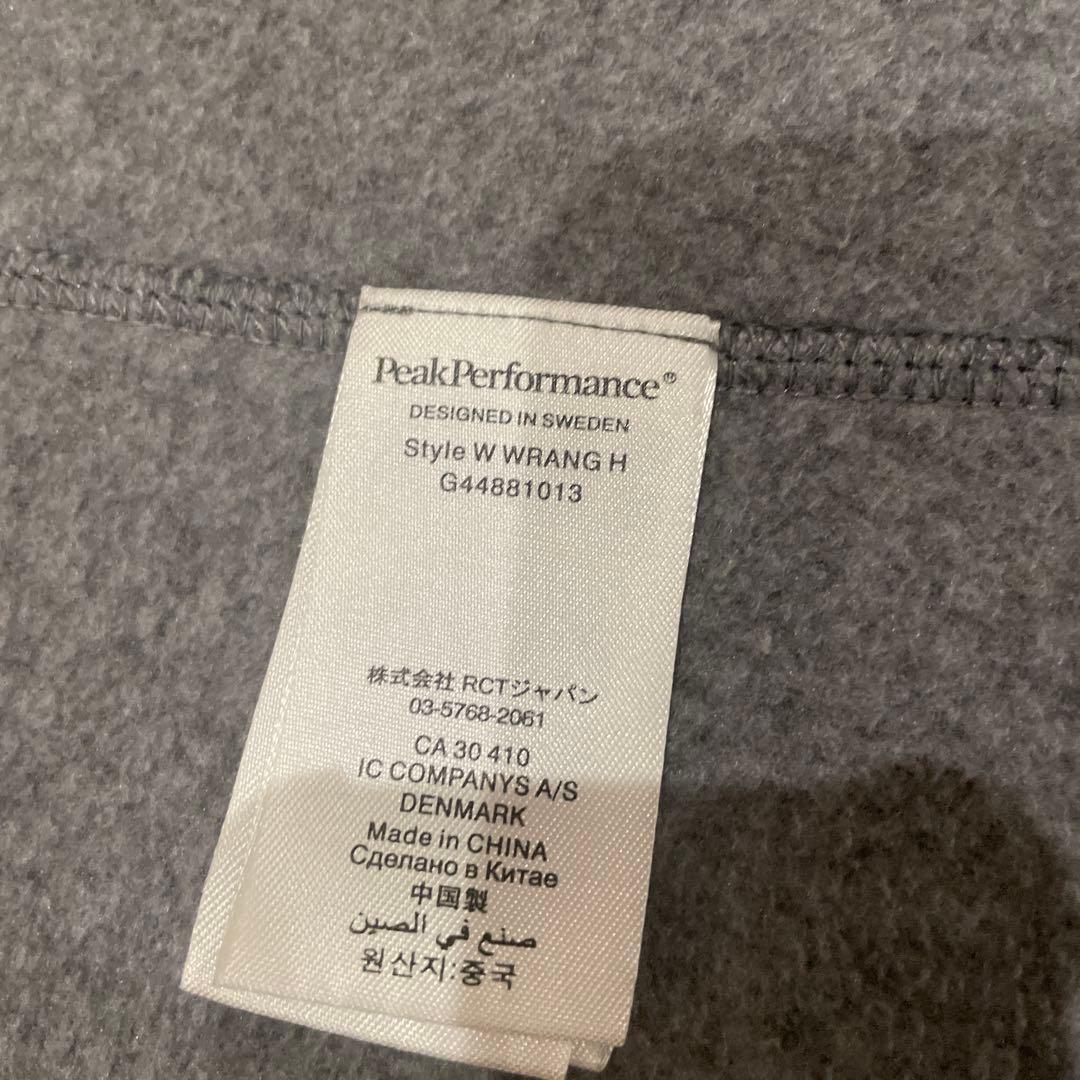 PeakPerformance®
DESIGNED IN SWEDEN
Style W WRANG H
G44881013
株式会社 RCTジャパン
03-5768-2061
CA 30 410
IC COMPANYS A/S
DENMARK
Made in CHINA
Сделано в Китае
中国製
صنع في الصين
원산지:중국